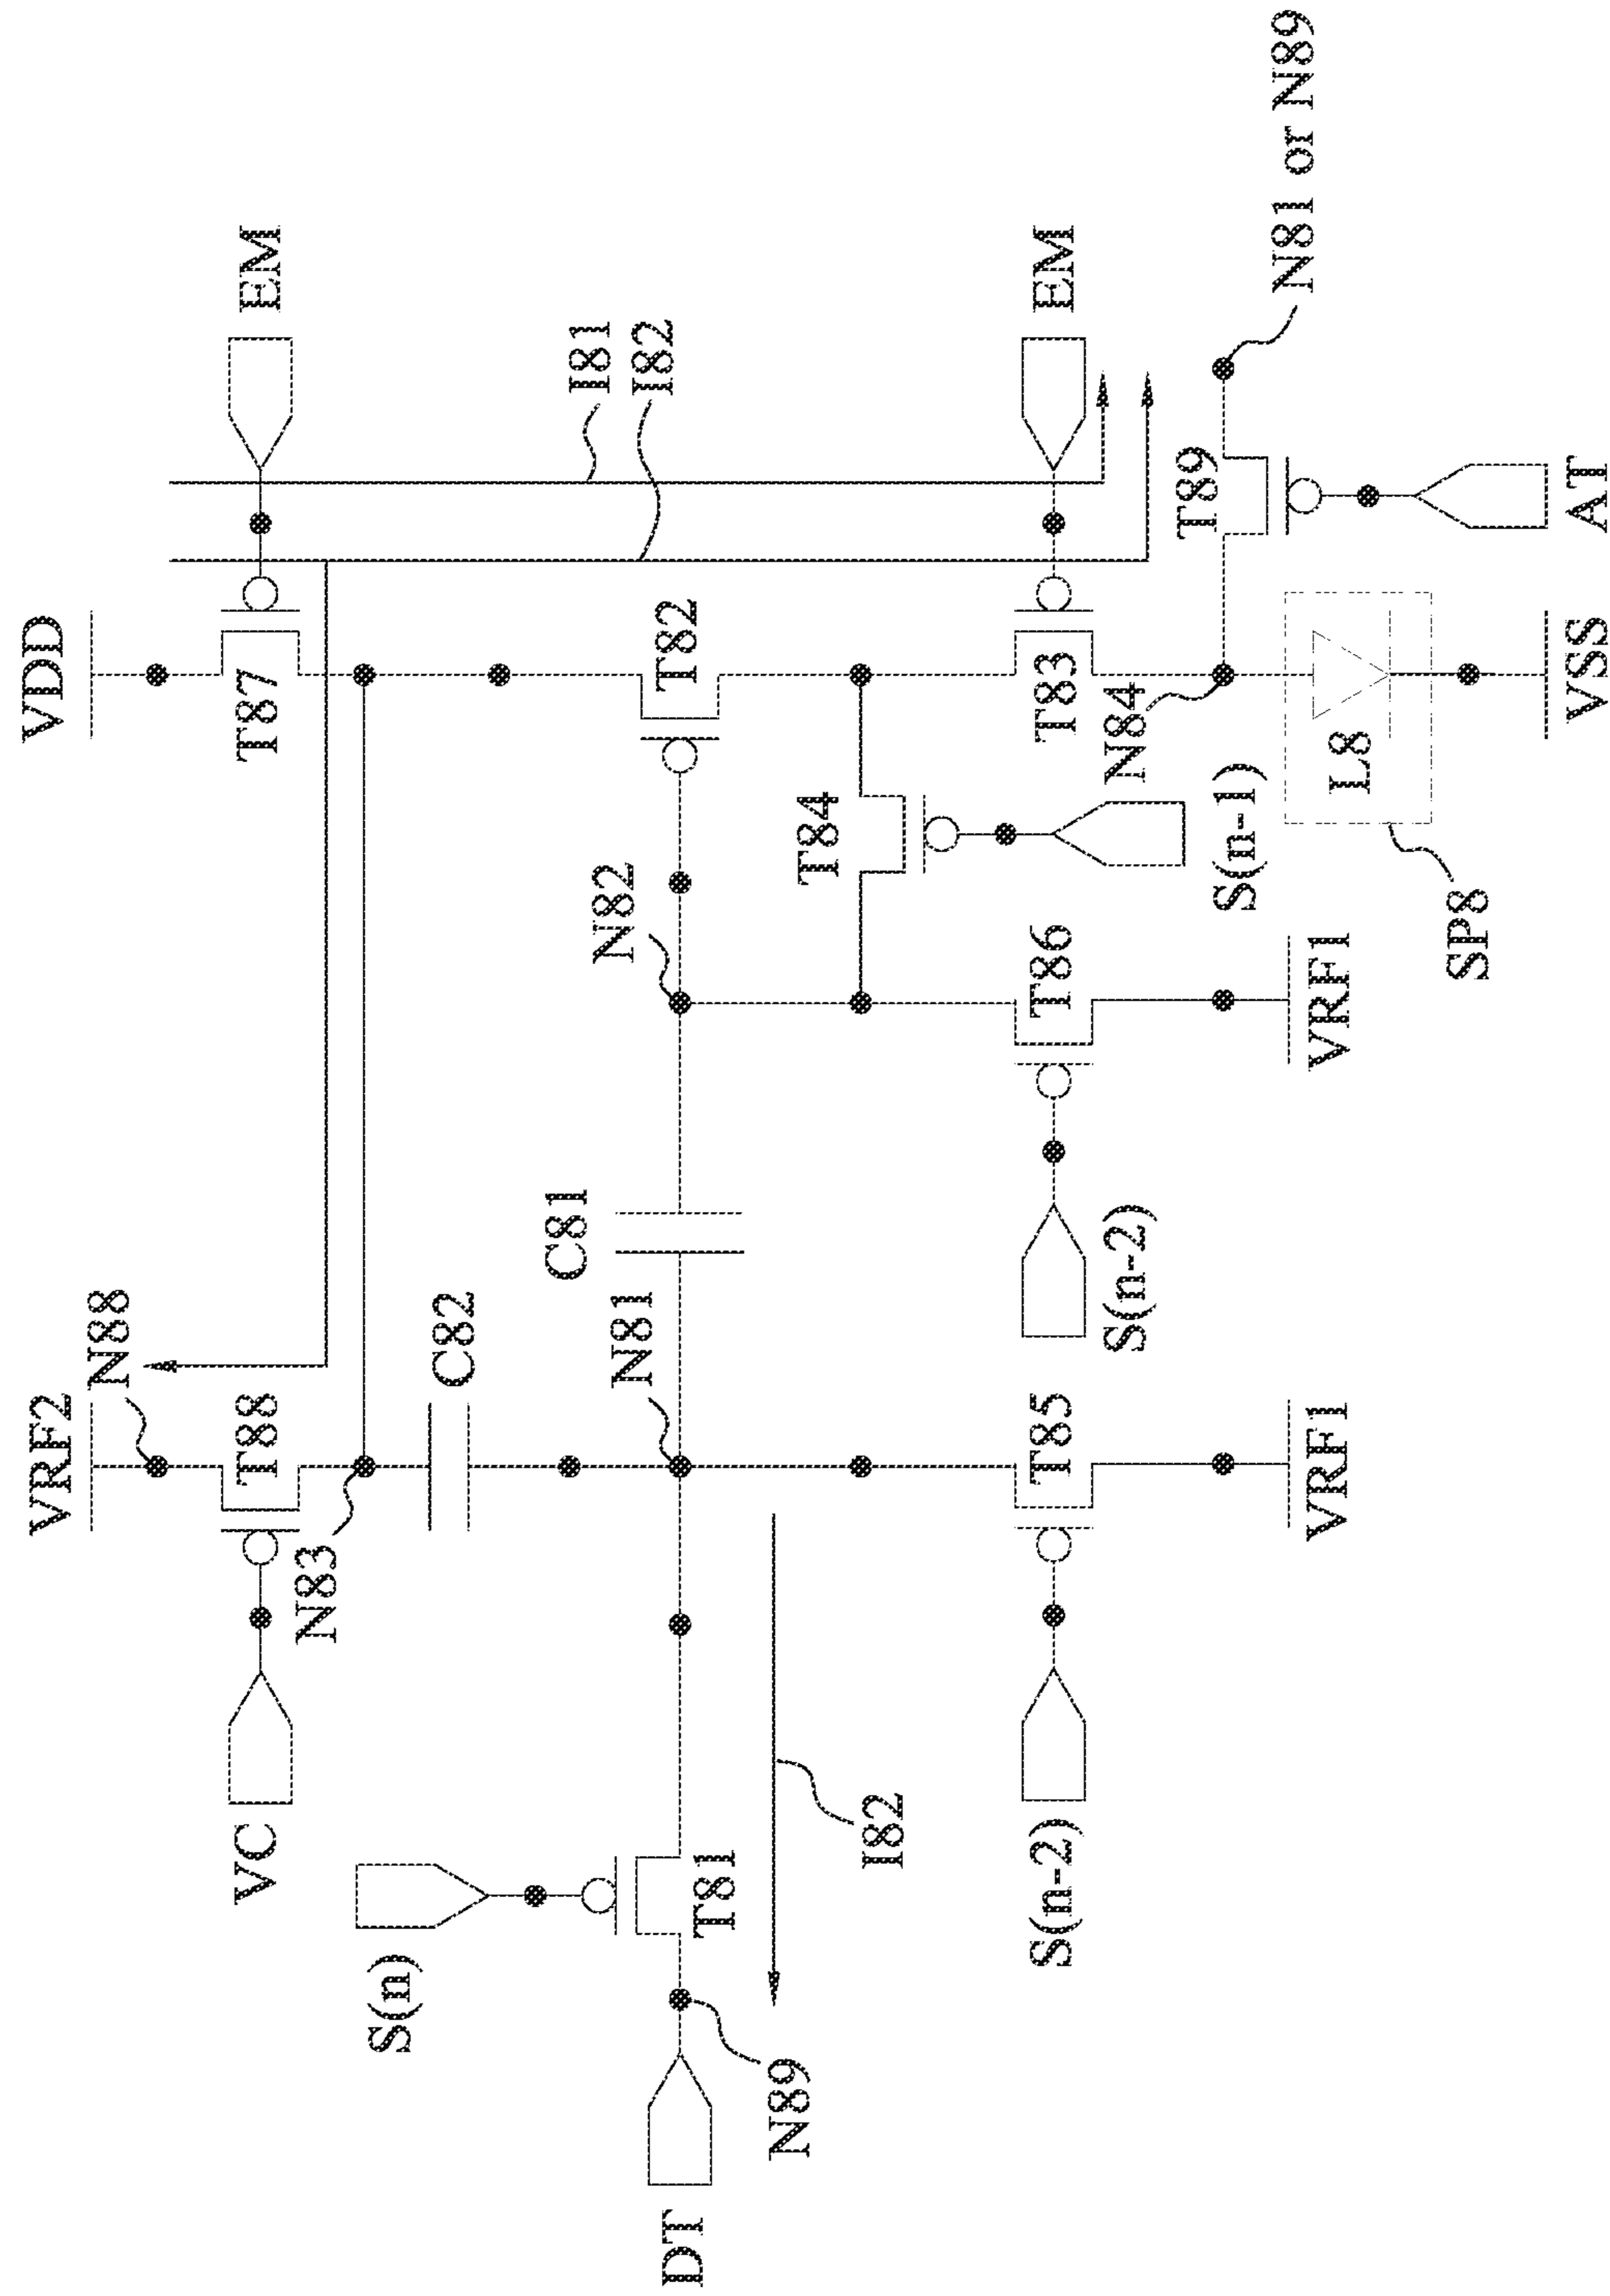 VDD
EM
T87
VRF2
N88
T88
VC
N83
C82
I81
I82
T82
N82
C81
N81
S(n)
T81
DT
N89
I82
EM
T83
T84
S(n-1)
N84
T86
S(n-2)
VRF1
T85
S(n-2)
VRF1
T89
N81 or N89
AT
L8
SP8
VSS